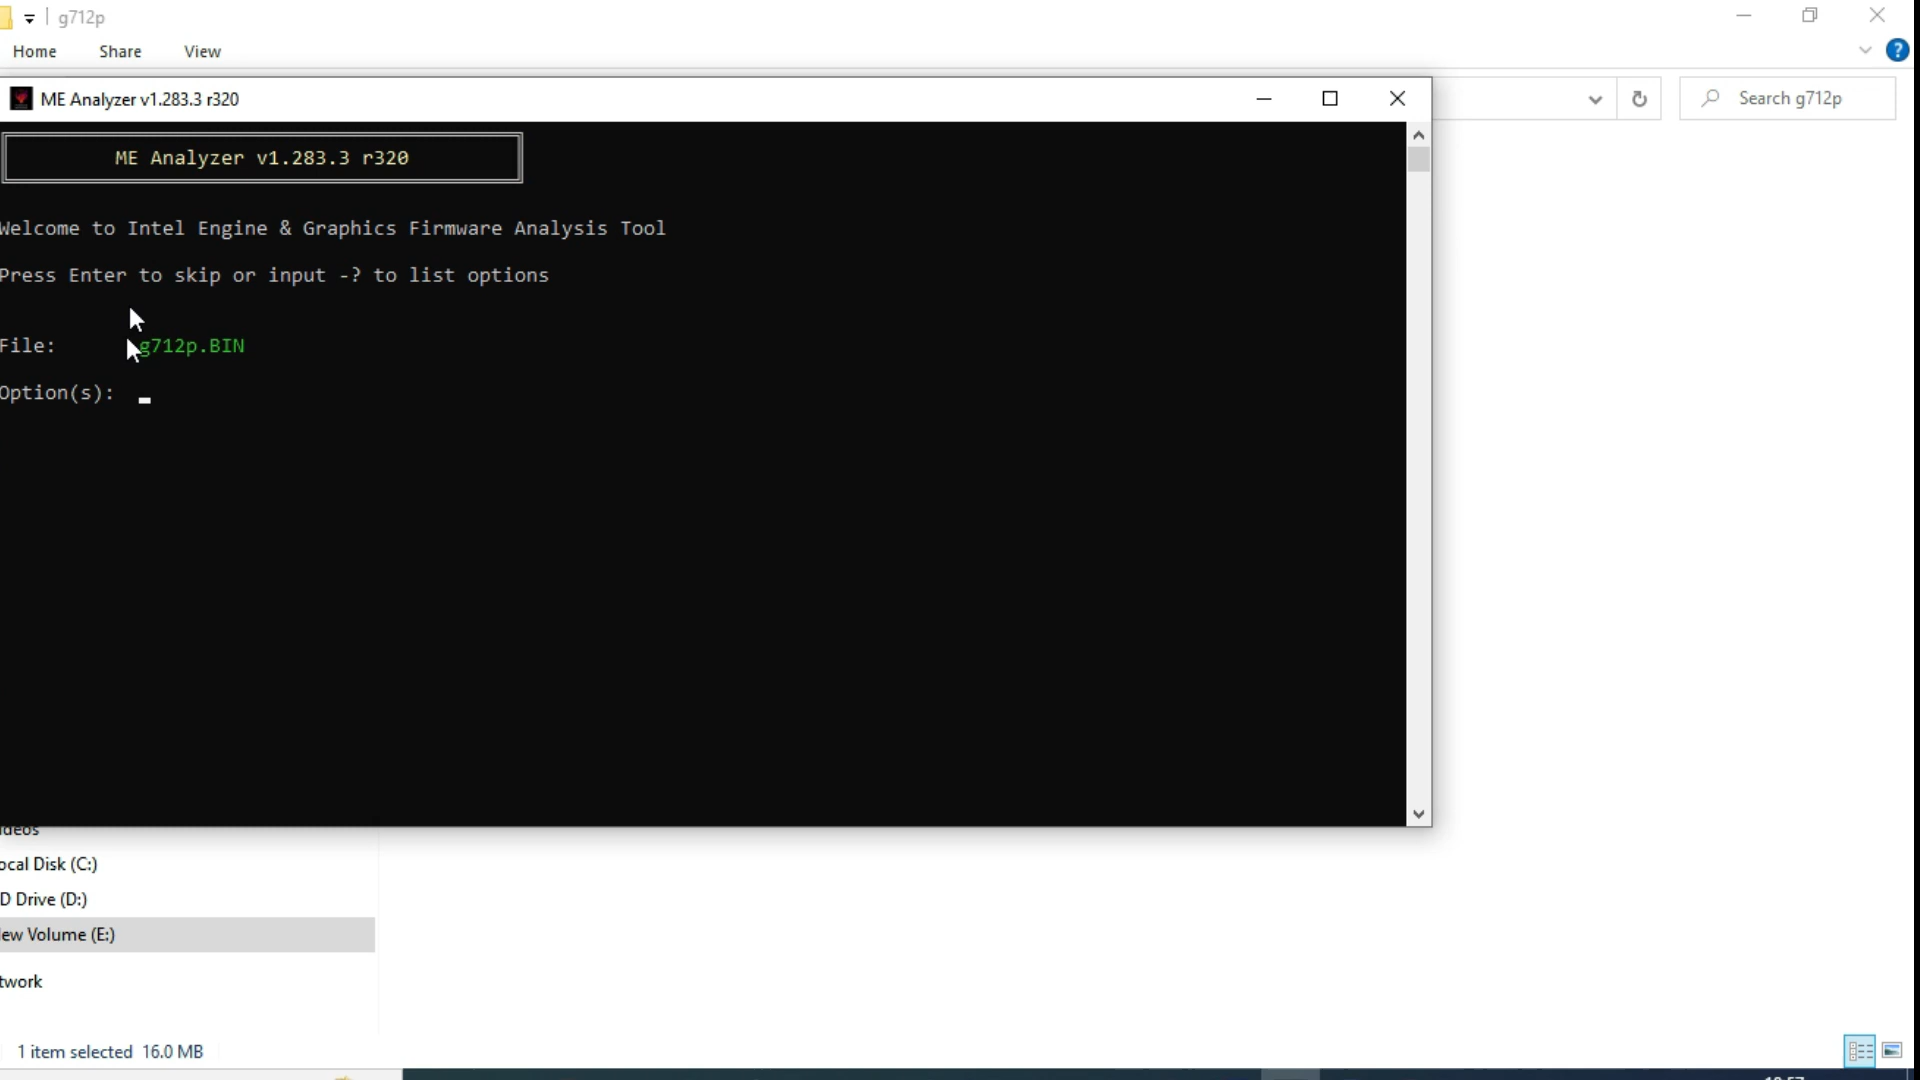 g712p
Home Share View
ME Analyzer v1.283.3 r320
Search g712p
ME Analyzer v1.283.3 r320
Welcome to Intel Engine & Graphics Firmware Analysis Tool
Press Enter to skip or input -? to list options
File: g712p.BIN
Option(s):
ideos
ocal Disk (C:)
D Drive (D:)
ew Volume (E:)
twork
1 item selected 16.0 MB